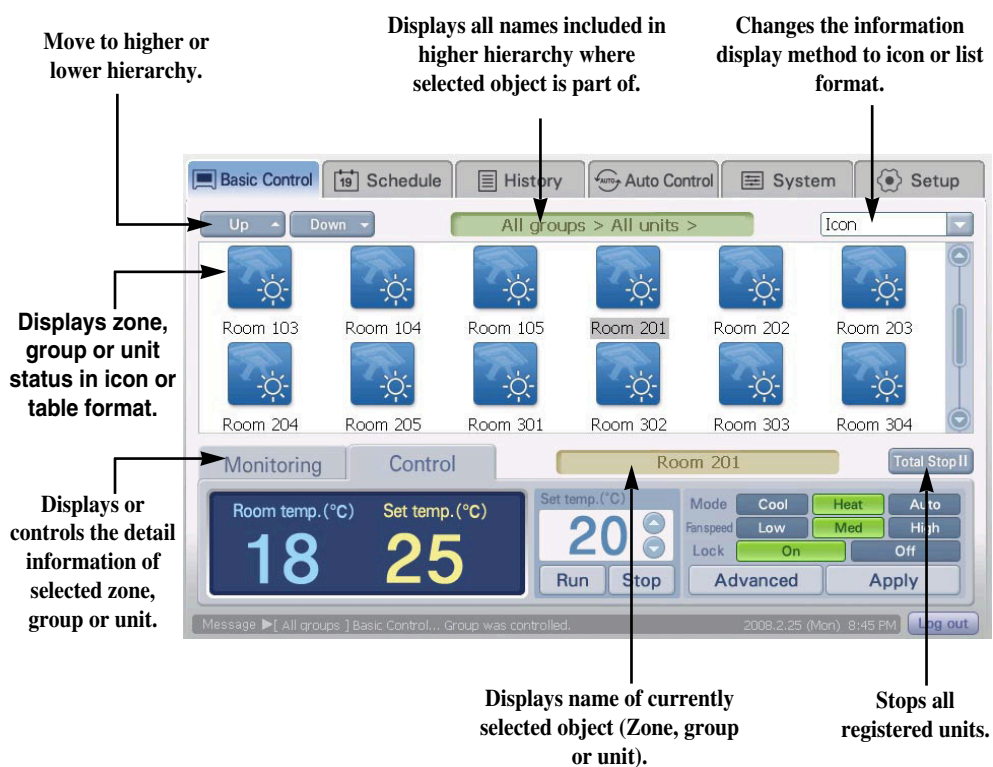 Move to higher or
lower hierarchy.
Displays all names included in
higher hierarchy where
selected object is part of.
Changes the information
display method to icon or list
format.
Basic Control
19 Schedule
History
AUTO Auto Control
System
Setup
Up
Down
All groups > All units >
Icon
Displays zone,
group or unit
status in icon or
table format.
Room 103
Room 104
Room 105
Room 201
Room 202
Room 203
Room 204
Room 205
Room 301
Room 302
Room 303
Room 304
Displays or
controls the detail
information of
selected zone,
group or unit.
Monitoring
Control
Room 201
Total Stop
Room temp.(°C)
18
Set temp.(°C)
25
Set temp.(°C)
20
Run
Stop
Mode Cool Heat Auto
Fan speed Low Med High
Lock On Off
Advanced
Apply
Message ▶[ All groups ] Basic Control... Group was controlled.
2008.2.25 (Mon) 8:45 PM
Log out
Displays name of currently
selected object (Zone, group
or unit).
Stops all
registered units.